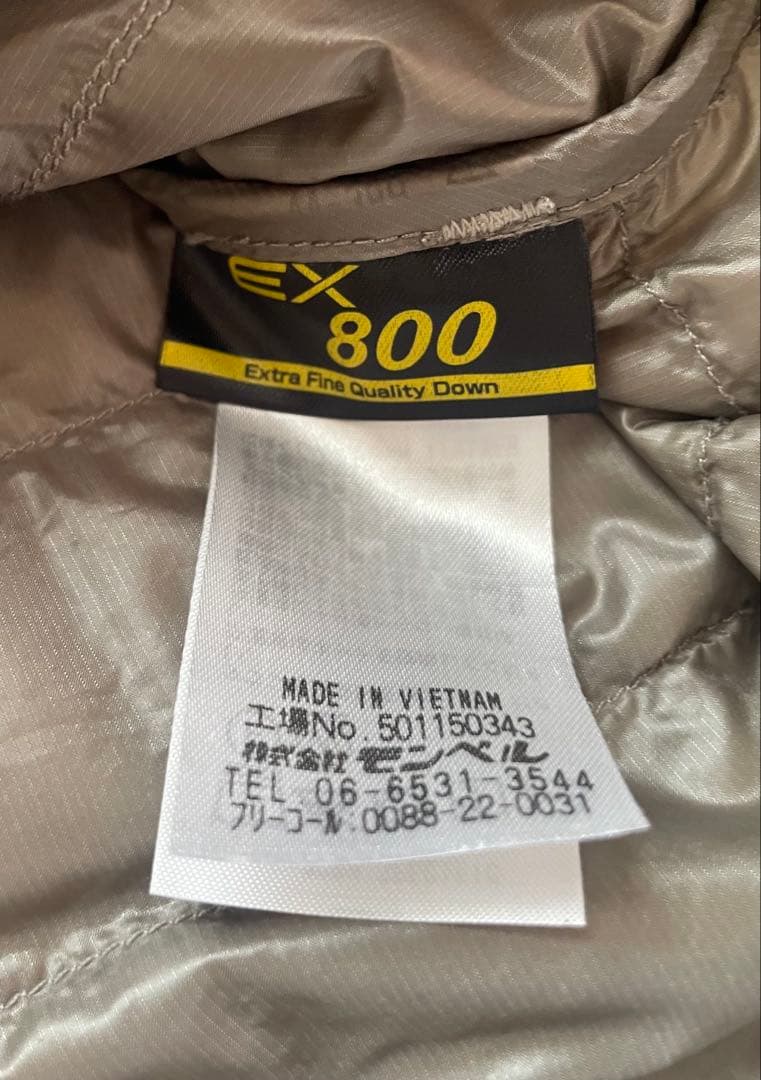 EX
800
Extra Fine Quality Down
MADE IN VIETNAM
工場No.501150343
株式会社 モンベル
TEL.06-6531-3544
フリーコール:0088-22-0031